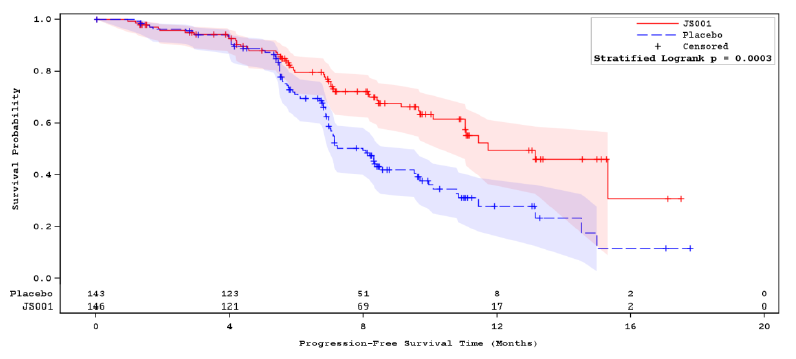 JS001
Placebo
+ Censored
Stratified Logrank p = 0.0003
Survival Probability
1.0
0.8
0.6
0.4
0.2
0.0
Placebo 143 123 51 8 2 0
JS001 146 121 69 17 2 0
0 4 8 12 16 20
Progression-Free Survival Time (Months)